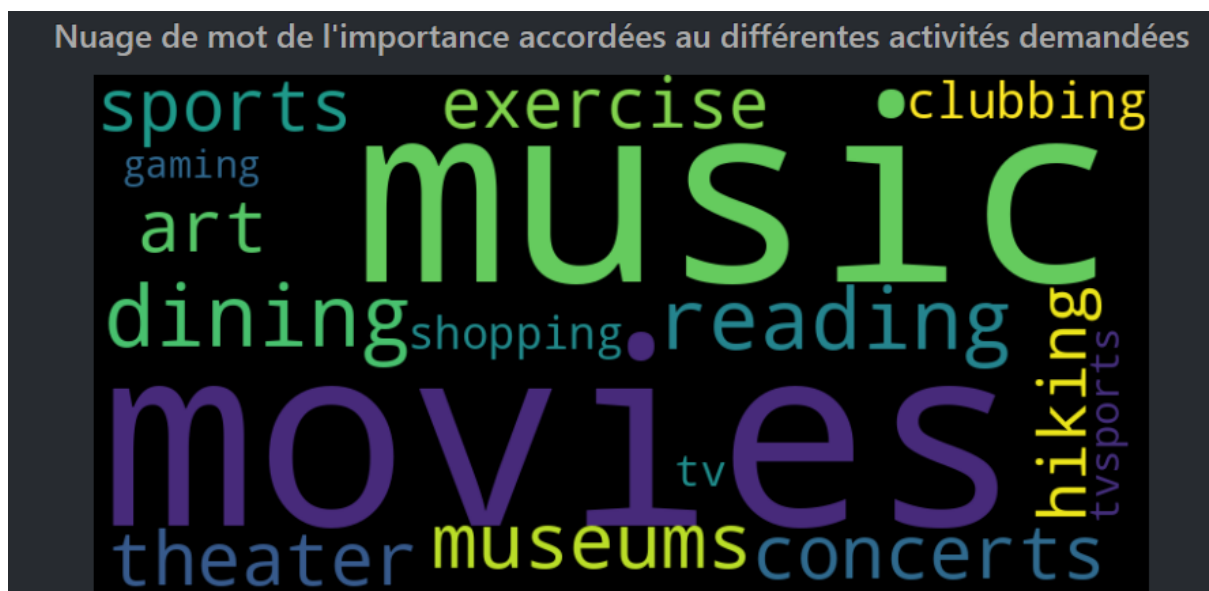 Nuage de mot de l'importance accordées au différentes activités demandées
sports
exercise
clubbing
gaming
music
art
dining
shopping
reading
hiking
tvsports
movies
tv
theater
museums
concerts